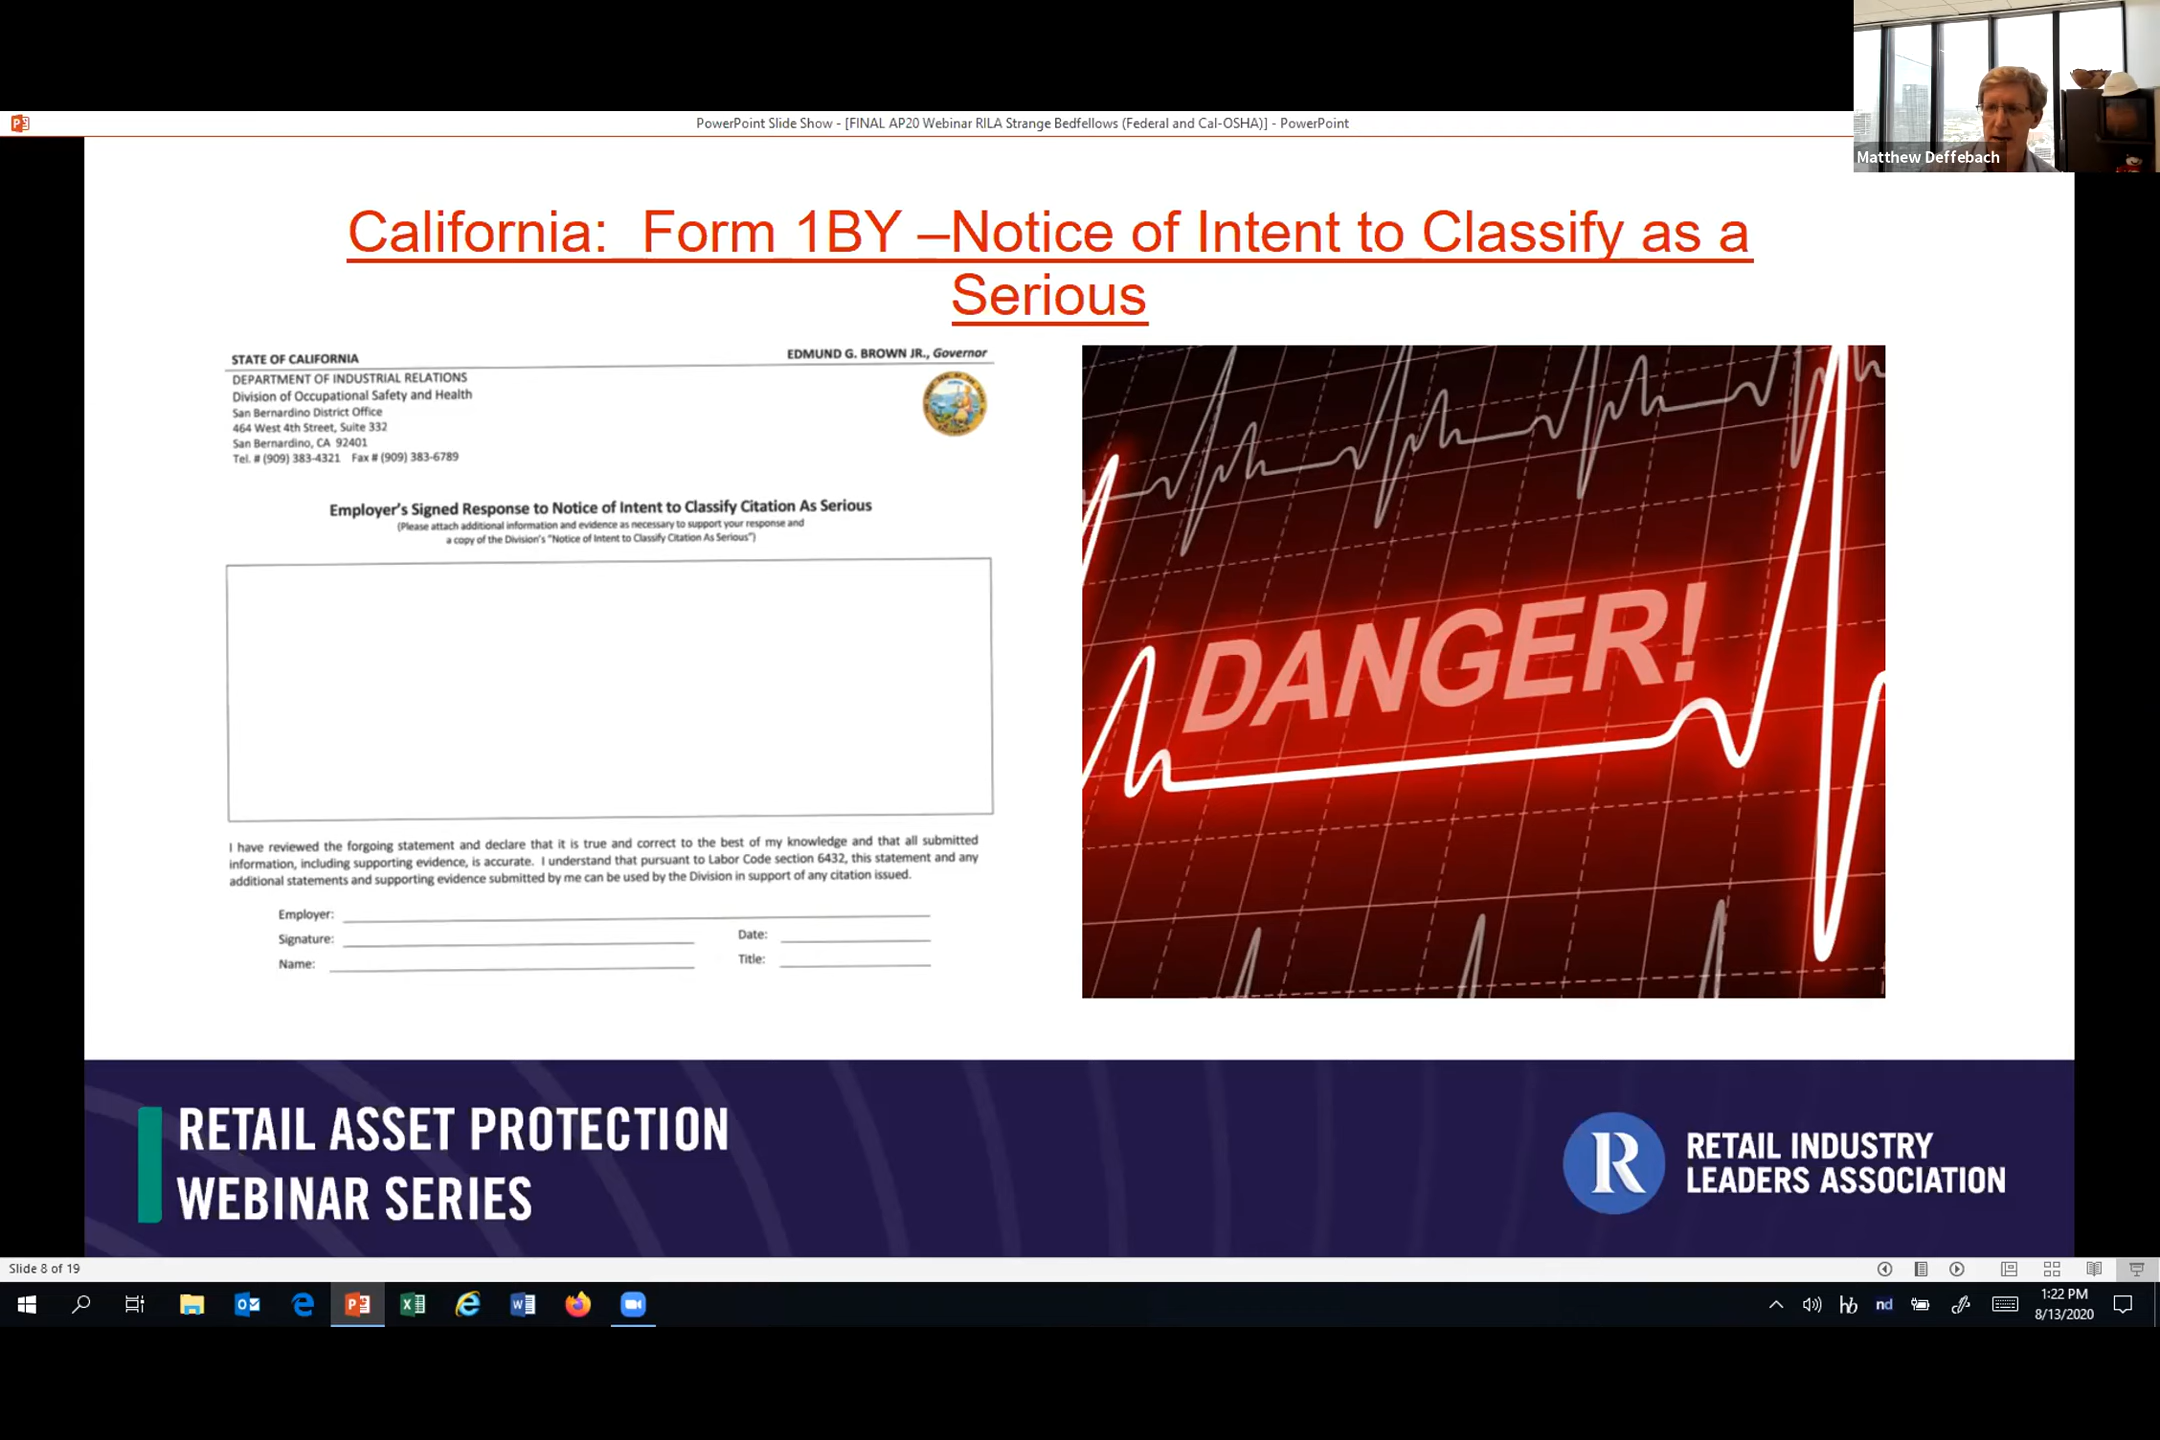 PowerPoint Slide Show - [FINAL AP20 Webinar RILA Strange Bedfellows (Federal and Cal-OSHA)] - PowerPoint
Matthew Deffebach
California: Form 1BY –Notice of Intent to Classify as a
Serious
STATE OF CALIFORNIA
EDMUND G. BROWN JR., Governor
DEPARTMENT OF INDUSTRIAL RELATIONS
Division of Occupational Safety and Health
San Bernardino District Office
464 West 4th Street, Suite 332
San Bernardino, CA 92401
Tel. # (909) 383-4321 Fax # (909) 383-6789
Employer's Signed Response to Notice of Intent to Classify Citation As Serious
(Please attach additional information and evidence as necessary to support your response and
a copy of the Division's "Notice of Intent to Classify Citation As Serious")
I have reviewed the forgoing statement and declare that it is true and correct to the best of my knowledge and that all submitted
information, including supporting evidence, is accurate. I understand that pursuant to Labor Code section 6432, this statement and any
additional statements and supporting evidence submitted by me can be used by the Division in support of any citation issued.
Employer:
Signature:
Date:
Name:
Title:
DANGER!
RETAIL ASSET PROTECTION
WEBINAR SERIES
R
RETAIL INDUSTRY
LEADERS ASSOCIATION
Slide 8 of 19
hb
nd
1:22 PM
8/13/2020